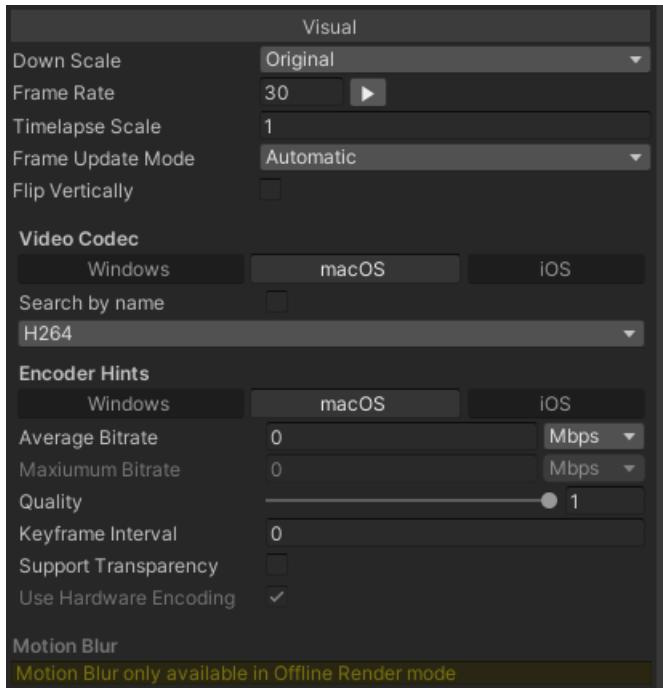 Visual
Down Scale Original
Frame Rate 30
Timelapse Scale 1
Frame Update Mode Automatic
Flip Vertically
Video Codec
Windows macOS iOS
Search by name
H264
Encoder Hints
Windows macOS iOS
Average Bitrate 0 Mbps
Maxiumum Bitrate 0 Mbps
Quality 1
Keyframe Interval 0
Support Transparency
Use Hardware Encoding
Motion Blur
Motion Blur only available in Offline Render mode